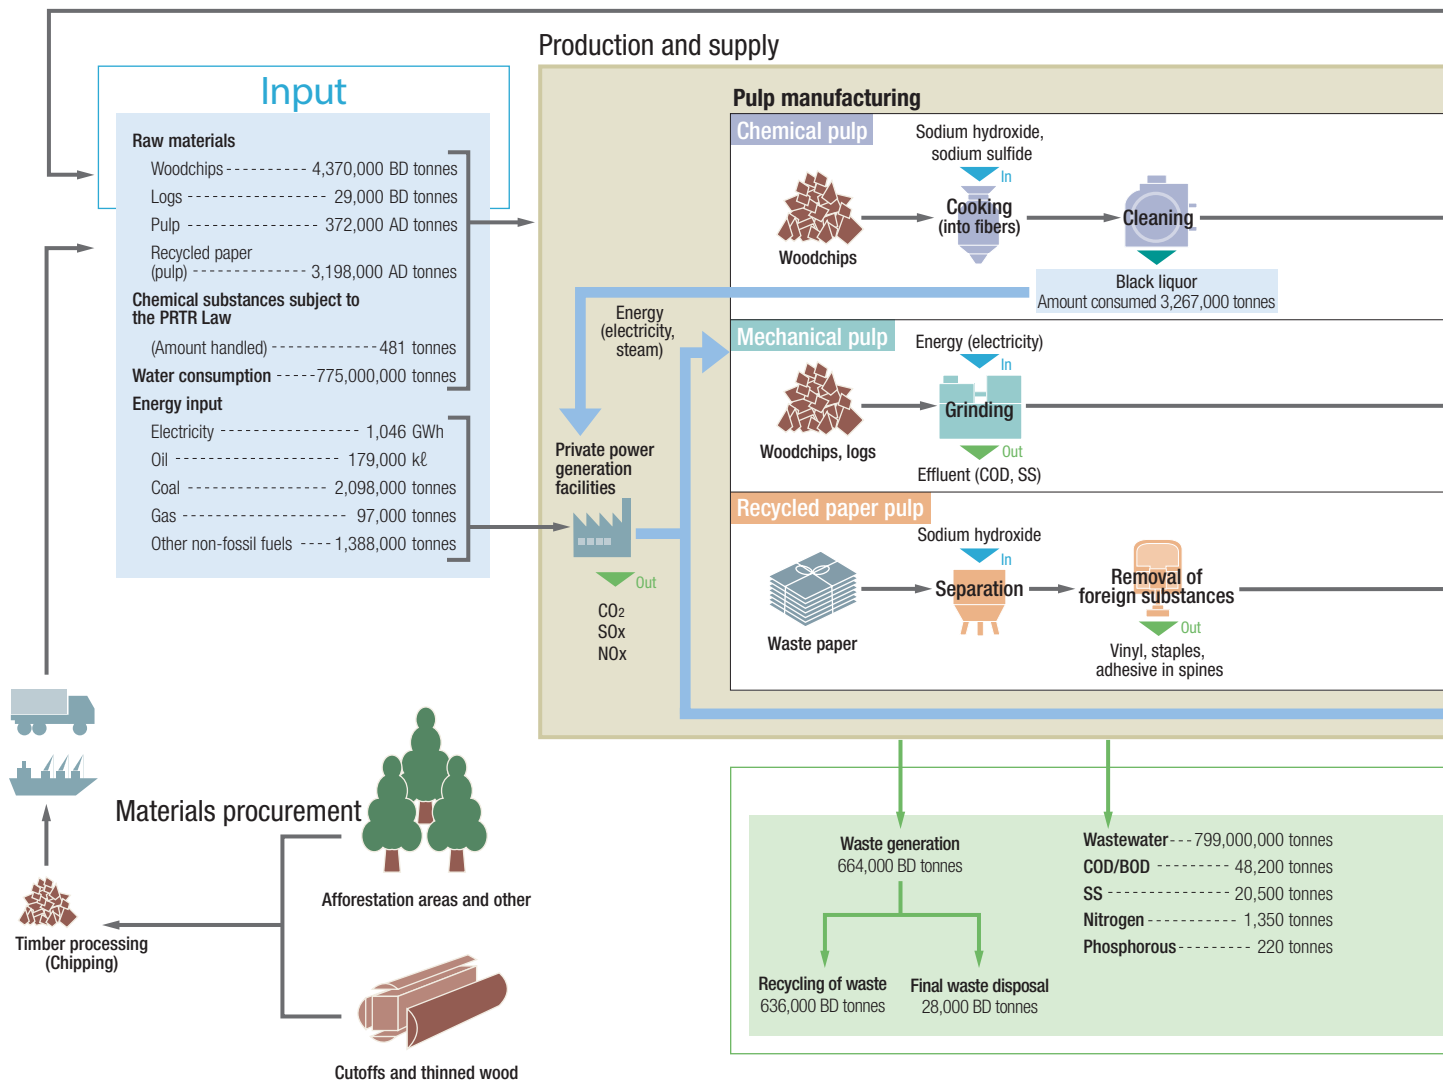 Production and supply
Input
Raw materials
Woodchips 4,370,000 BD tonnes
Logs 29,000 BD tonnes
Pulp 372,000 AD tonnes
Recycled paper
(pulp) 3,198,000 AD tonnes
Chemical substances subject to
the PRTR Law
(Amount handled) 481 tonnes
Water consumption 775,000,000 tonnes
Energy input
Electricity 1,046 GWh
Oil 179,000 kℓ
Coal 2,098,000 tonnes
Gas 97,000 tonnes
Other non-fossil fuels 1,388,000 tonnes
Pulp manufacturing
Chemical pulp
Sodium hydroxide,
sodium sulfide
In
Woodchips
Cooking
(into fibers)
Cleaning
Black liquor
Amount consumed 3,267,000 tonnes
Energy
(electricity,
steam)
Mechanical pulp
Energy (electricity)
In
Woodchips, logs
Grinding
Out
Effluent (COD, SS)
Private power
generation
facilities
Out
CO2
SOx
NOx
Recycled paper pulp
Sodium hydroxide
In
Waste paper
Separation
Removal of
foreign substances
Out
Vinyl, staples,
adhesive in spines
Materials procurement
Afforestation areas and other
Timber processing
(Chipping)
Cutoffs and thinned wood
Waste generation
664,000 BD tonnes
Recycling of waste
636,000 BD tonnes
Final waste disposal
28,000 BD tonnes
Wastewater 799,000,000 tonnes
COD/BOD 48,200 tonnes
SS 20,500 tonnes
Nitrogen 1,350 tonnes
Phosphorous 220 tonnes